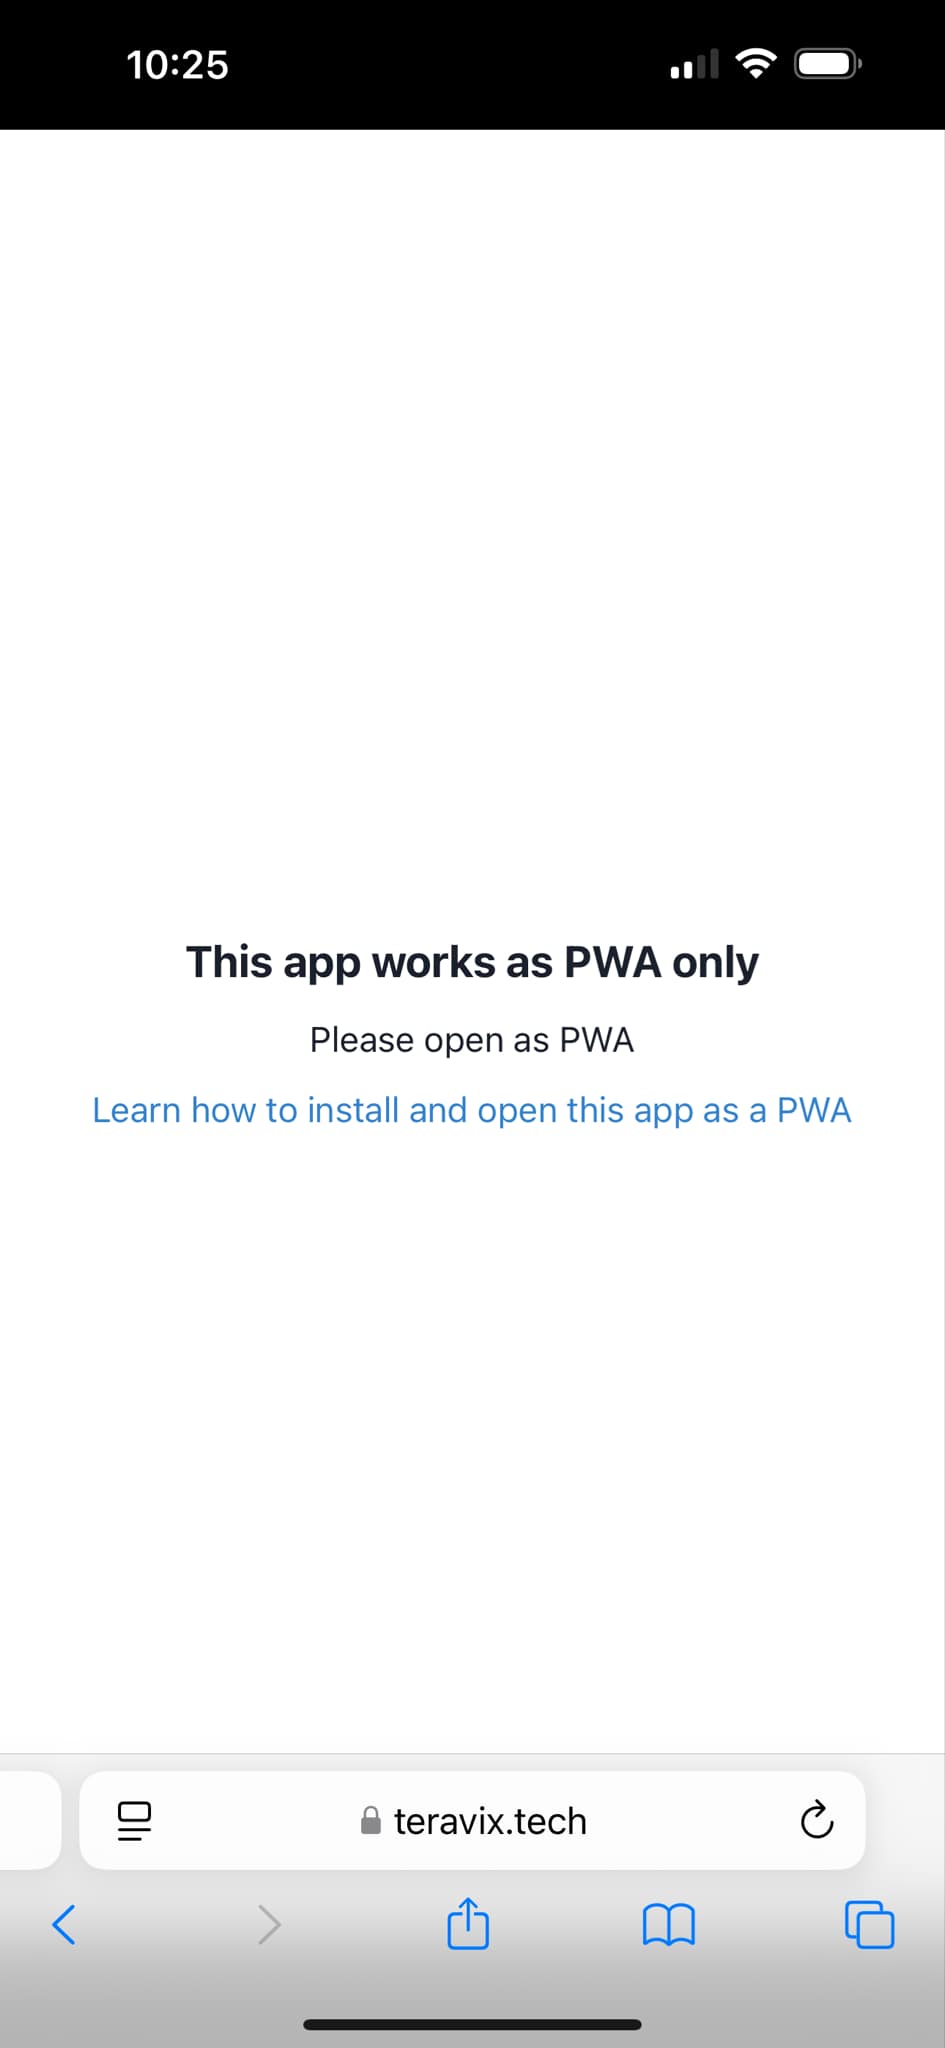 10:25
This app works as PWA only
Please open as PWA
Learn how to install and open this app as a PWA
teravix.tech